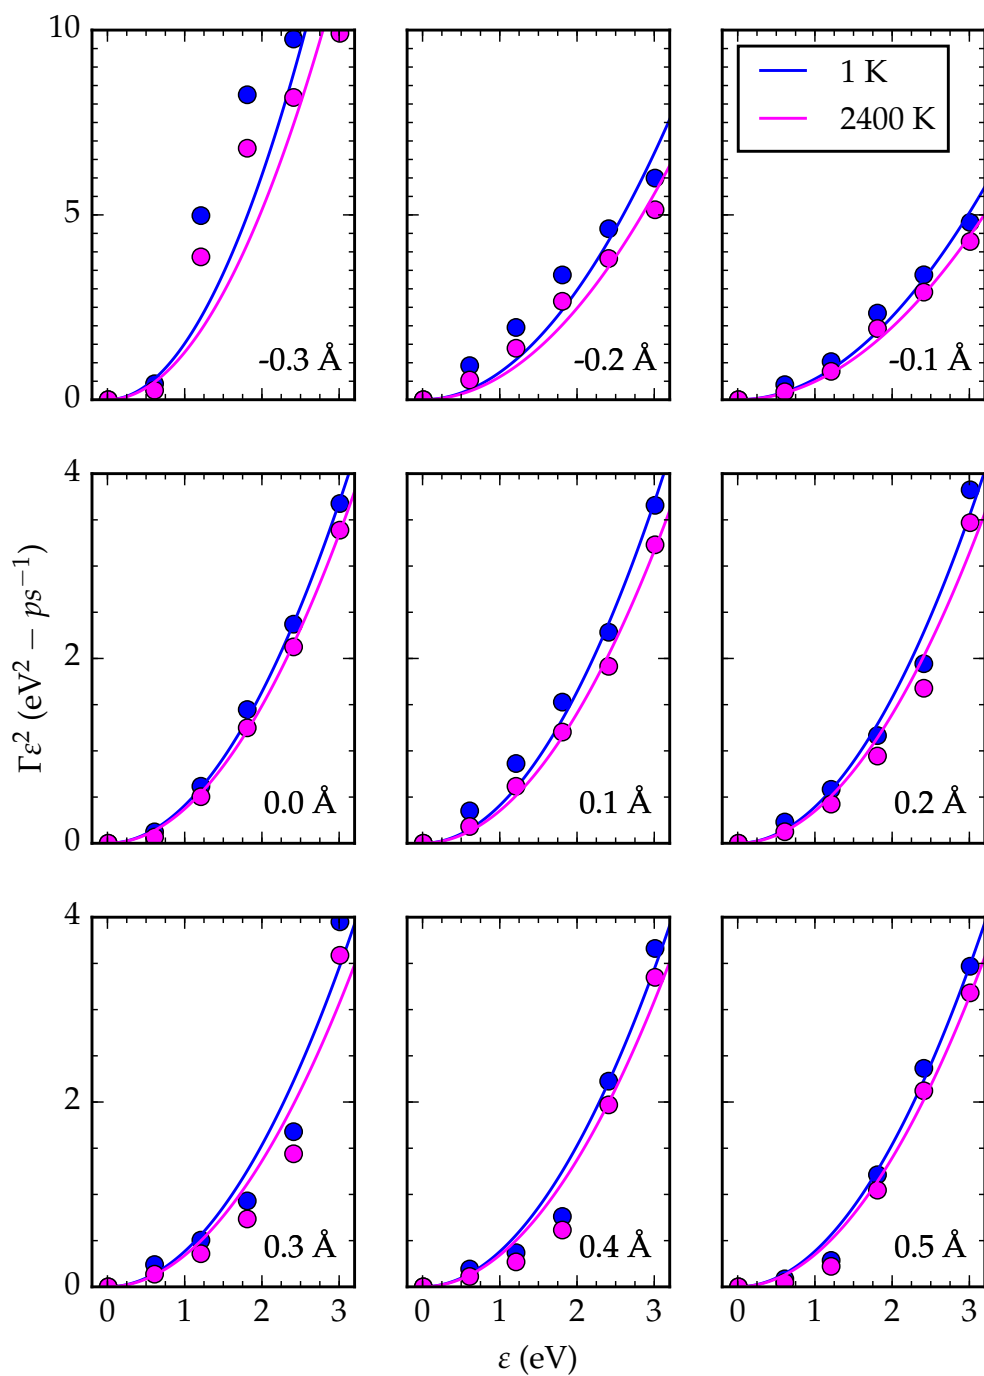 10
5
0
1 K
2400 K
-0.3 Å
-0.2 Å
-0.1 Å
4
2
0
Γε² (eV² − ps⁻¹)
0.0 Å
0.1 Å
0.2 Å
4
2
0
0.3 Å
0.4 Å
0.5 Å
0 1 2 3
0 1 2 3
0 1 2 3
ε (eV)